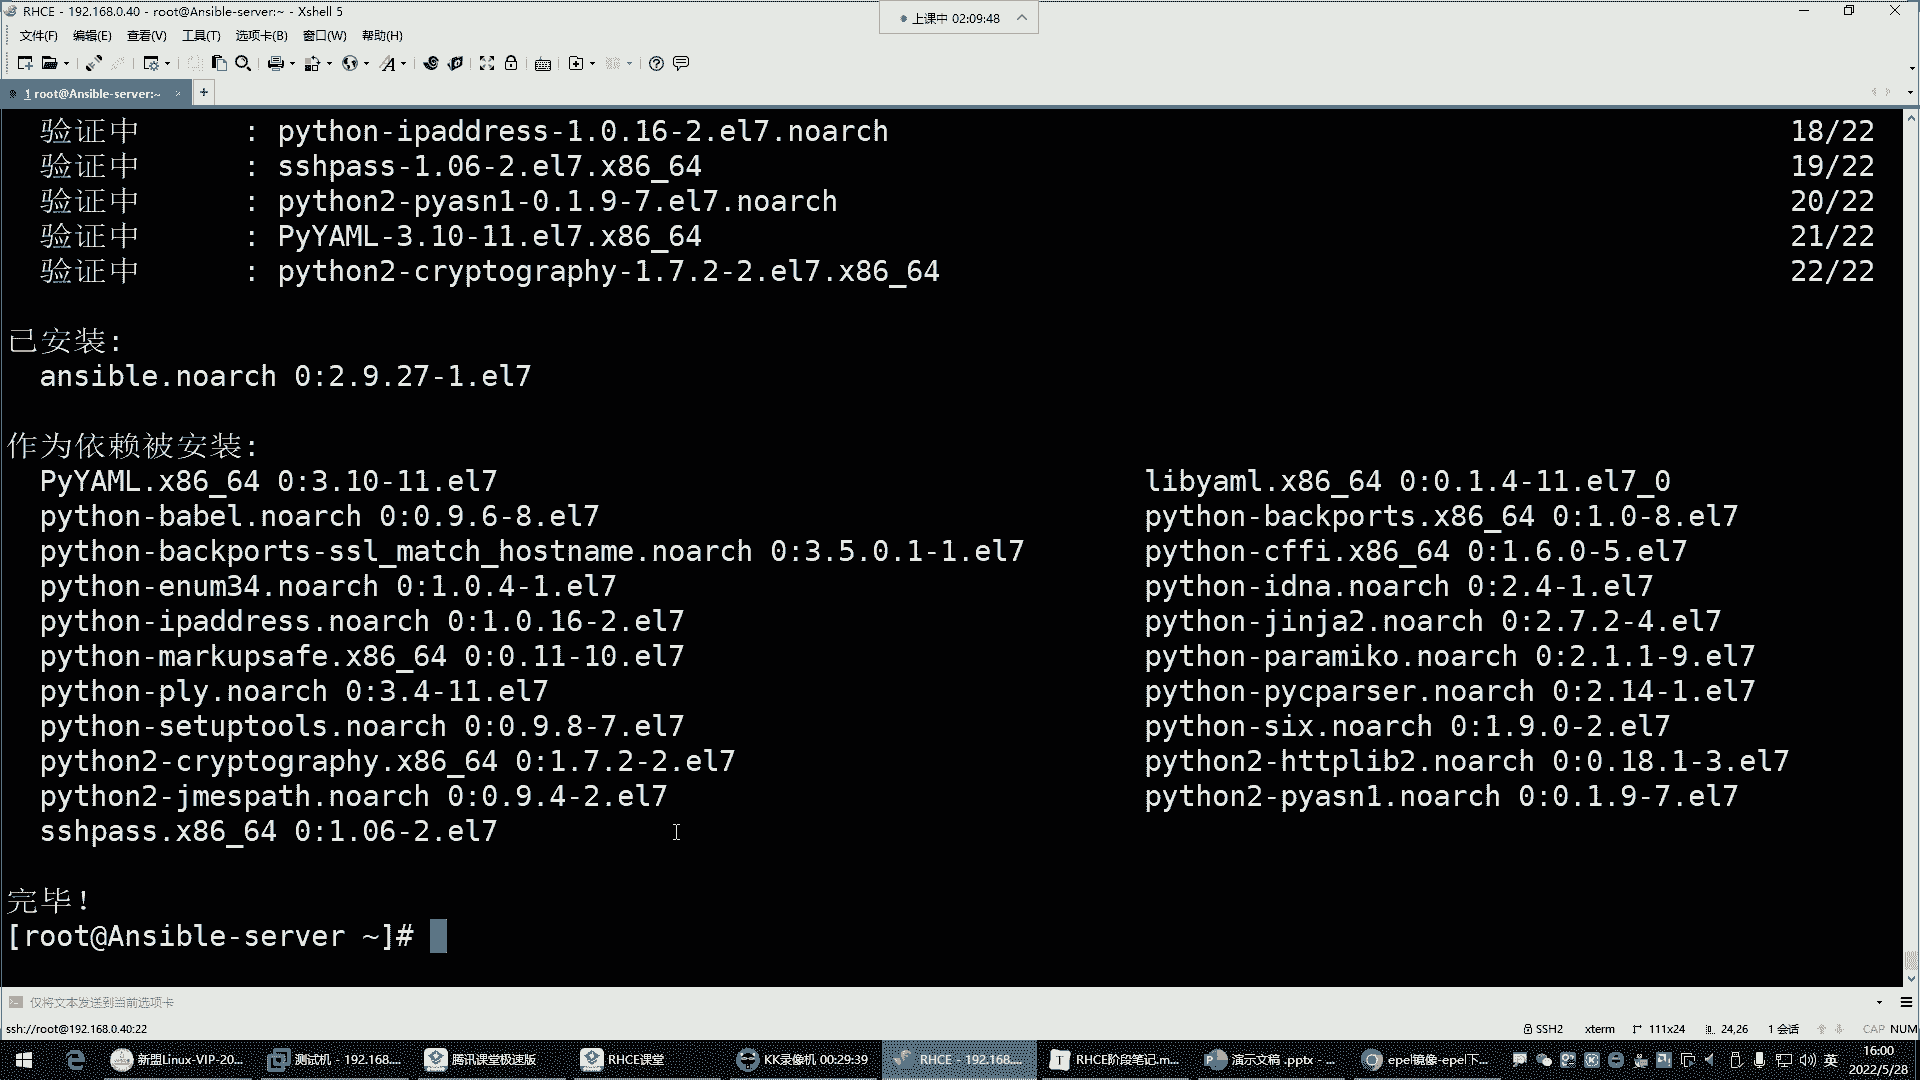 RHCE - 192.168.0.40 - root@Ansible-server:~ - Xshell 5
上课中 02:09:48
文件(F) 编辑(E) 查看(V) 工具(T) 选项卡(B) 窗口(W) 帮助(H)
1 root@Ansible-server:~ × +
验证中 : python-ipaddress-1.0.16-2.el7.noarch 18/22
验证中 : sshpass-1.06-2.el7.x86_64 19/22
验证中 : python2-pyasn1-0.1.9-7.el7.noarch 20/22
验证中 : PyYAML-3.10-11.el7.x86_64 21/22
验证中 : python2-cryptography-1.7.2-2.el7.x86_64 22/22
已安装:
ansible.noarch 0:2.9.27-1.el7
作为依赖被安装:
PyYAML.x86_64 0:3.10-11.el7 libyaml.x86_64 0:0.1.4-11.el7_0
python-babel.noarch 0:0.9.6-8.el7 python-backports.x86_64 0:1.0-8.el7
python-backports-ssl_match_hostname.noarch 0:3.5.0.1-1.el7 python-cffi.x86_64 0:1.6.0-5.el7
python-enum34.noarch 0:1.0.4-1.el7 python-idna.noarch 0:2.4-1.el7
python-ipaddress.noarch 0:1.0.16-2.el7 python-jinja2.noarch 0:2.7.2-4.el7
python-markupsafe.x86_64 0:0.11-10.el7 python-paramiko.noarch 0:2.1.1-9.el7
python-ply.noarch 0:3.4-11.el7 python-pycparser.noarch 0:2.14-1.el7
python-setuptools.noarch 0:0.9.8-7.el7 python-six.noarch 0:1.9.0-2.el7
python2-cryptography.x86_64 0:1.7.2-2.el7 python2-httplib2.noarch 0:0.18.1-3.el7
python2-jmespath.noarch 0:0.9.4-2.el7 python2-pyasn1.noarch 0:0.1.9-7.el7
sshpass.x86_64 0:1.06-2.el7
完毕!
[root@Ansible-server ~]#
仅将文本发送到当前选项卡
ssh://root@192.168.0.40:22 SSH2 xterm 111x24 24,26 1 会话 CAP NUM
新盟Linux-VIP-20... 测试机 - 192.168.... 腾讯课堂极速版 RHCE课堂 KK录像机 00:29:39 RHCE - 192.168.... RHCE阶段笔记.m... 演示文稿 .pptx - ... epel镜像-epel下... 英 16:00
2022/5/28